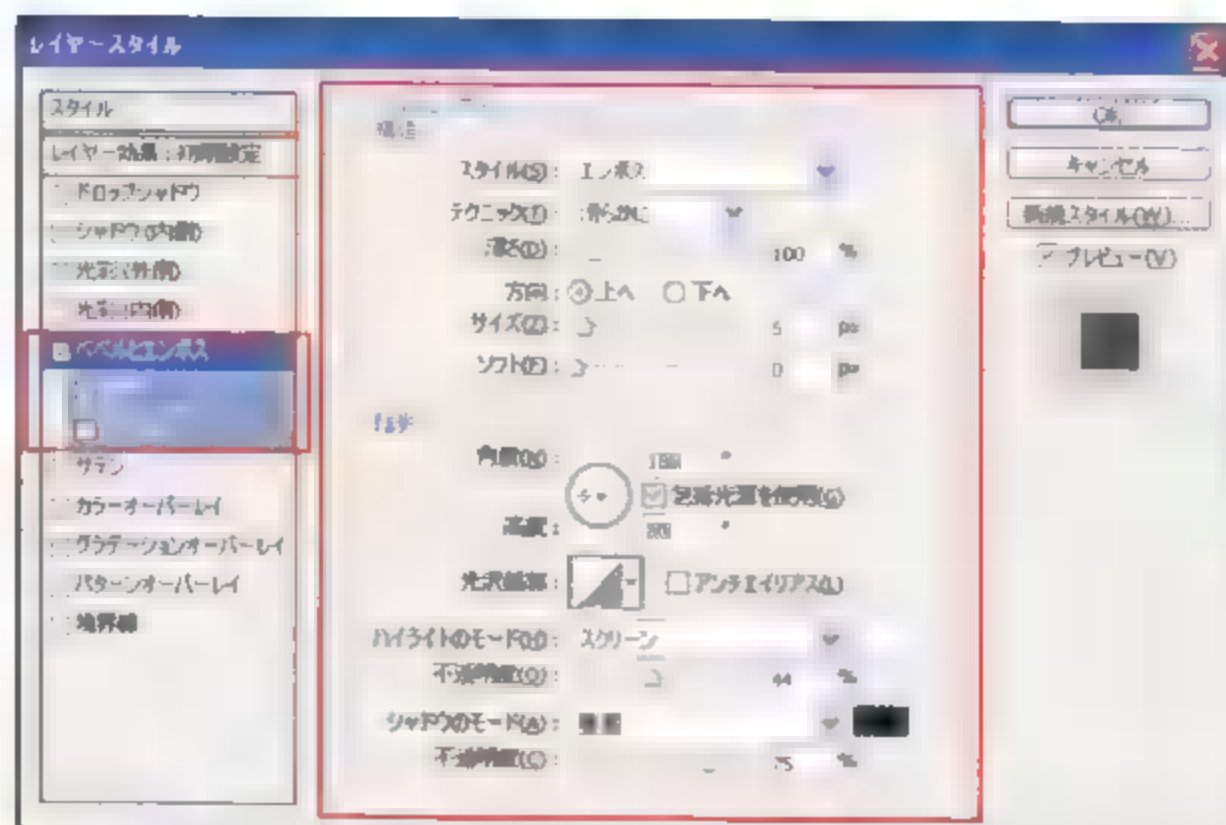 レイヤースタイル
スタイル
レイヤー効果：初期設定
ドロップシャドウ
シャドウ(内側)
光彩(外側)
光彩(内側)
ベベルとエンボス
サテン
カラーオーバーレイ
グラデーションオーバーレイ
パターンオーバーレイ
境界線
構造
スタイル(S)： エンボス
テクニック(T)： 滑らかに
深さ(D)： 100 %
方向： 上へ 下へ
サイズ(Z)： 5 px
ソフト(F)： 0 px
角度(N)： °
包括光源を使用(G)
高度： °
光沢輪郭： アンチエイリアス(L)
ハイライトのモード(H)： スクリーン
不透明度(O)： 44 %
シャドウのモード(A)：
不透明度(C)： 75 %
OK
キャンセル
新規スタイル(W)...
プレビュー(V)